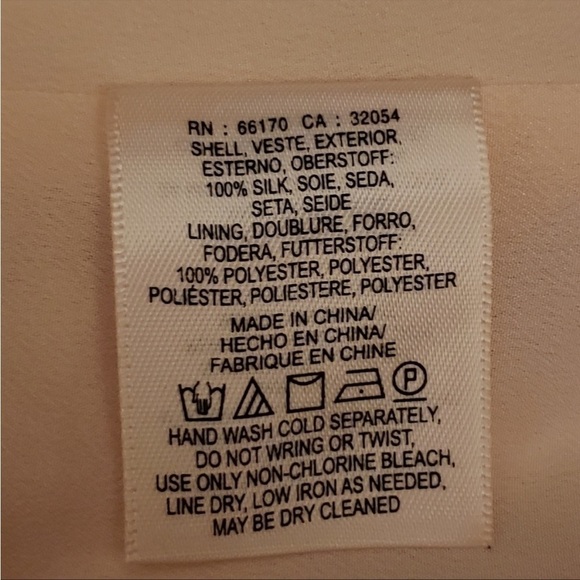 RN : 66170 CA : 32054
SHELL, VESTE, EXTERIOR,
ESTERNO, OBERSTOFF:
100% SILK, SOIE, SEDA,
SETA, SEIDE
LINING, DOUBLURE, FORRO,
FODERA, FUTTERSTOFF:
100% POLYESTER, POLYESTER,
POLIÉSTER, POLIESTERE, POLYESTER
MADE IN CHINA/
HECHO EN CHINA/
FABRIQUE EN CHINE
P
HAND WASH COLD SEPARATELY,
DO NOT WRING OR TWIST,
USE ONLY NON-CHLORINE BLEACH,
LINE DRY, LOW IRON AS NEEDED,
MAY BE DRY CLEANED